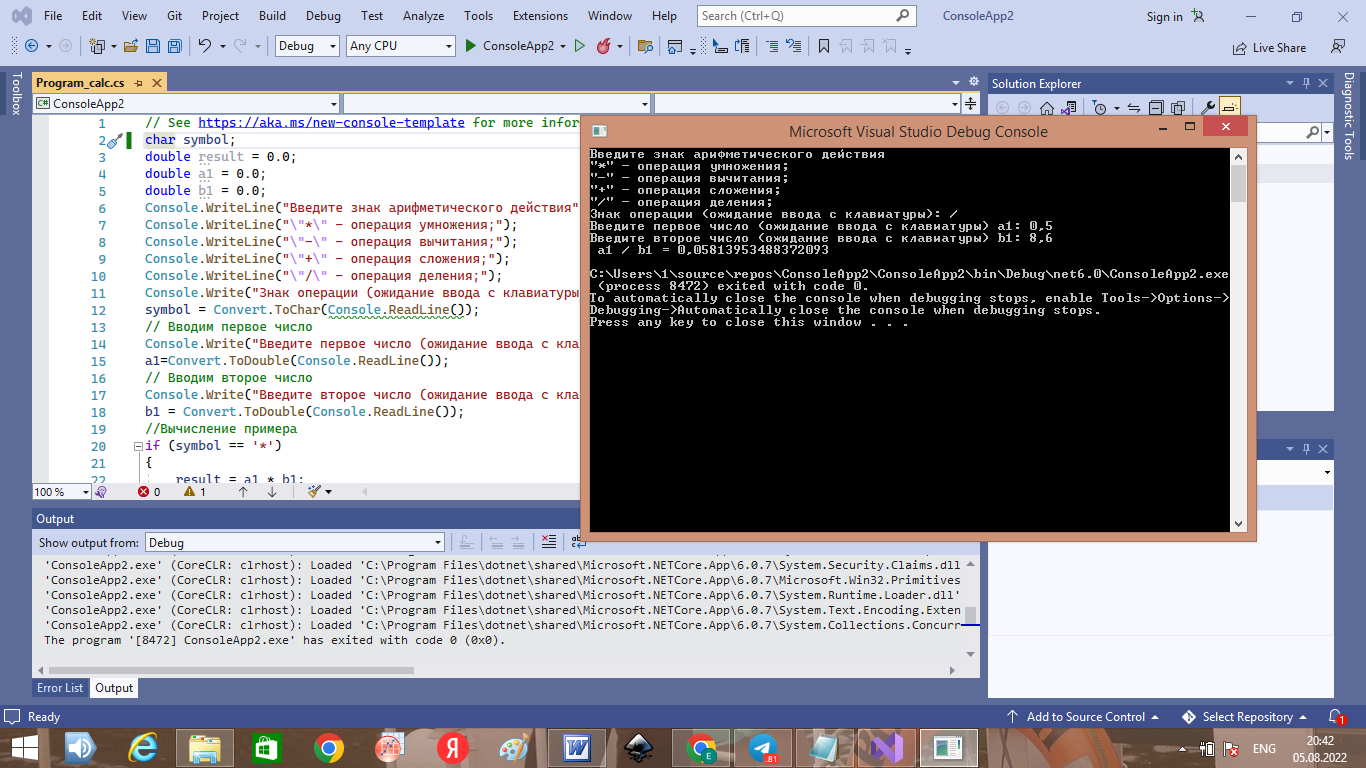 File Edit View Git Project Build Debug Test Analyze Tools Extensions Window Help Search (Ctrl+Q) ConsoleApp2 Sign in
Debug Any CPU ConsoleApp2 Live Share
Toolbox
Program_calc.cs
ConsoleApp2
1 // See https://aka.ms/new-console-template for more infor
2 char symbol;
3 double result = 0.0;
4 double a1 = 0.0;
5 double b1 = 0.0;
6 Console.WriteLine("Введите знак арифметического действия"
7 Console.WriteLine("\"*\" - операция умножения;");
8 Console.WriteLine("\"-\" - операция вычитания;");
9 Console.WriteLine("\"+\" - операция сложения;");
10 Console.WriteLine("\"/\" - операция деления;");
11 Console.Write("Знак операции (ожидание ввода с клавиатуры
12 symbol = Convert.ToChar(Console.ReadLine());
13 // Вводим первое число
14 Console.Write("Введите первое число (ожидание ввода с кла
15 a1=Convert.ToDouble(Console.ReadLine());
16 // Вводим второе число
17 Console.Write("Введите второе число (ожидание ввода с кла
18 b1 = Convert.ToDouble(Console.ReadLine());
19 //Вычисление примера
20 if (symbol == '*')
21 {
22 result = a1 * b1;
100 % 0 1
Solution Explorer
Diagnostic Tools
Microsoft Visual Studio Debug Console
Введите знак арифметического действия
"*" - операция умножения;
"-" - операция вычитания;
"+" - операция сложения;
"/" - операция деления;
Знак операции (ожидание ввода с клавиатуры): /
Введите первое число (ожидание ввода с клавиатуры) a1: 0,5
Введите второе число (ожидание ввода с клавиатуры) b1: 8,6
a1 / b1 = 0,05813953488372093
C:\Users\1\source\repos\ConsoleApp2\ConsoleApp2\bin\Debug\net6.0\ConsoleApp2.exe
(process 8472) exited with code 0.
To automatically close the console when debugging stops, enable Tools->Options->
Debugging->Automatically close the console when debugging stops.
Press any key to close this window . . .
Output
Show output from: Debug
'ConsoleApp2.exe' (CoreCLR: clrhost): Loaded 'C:\Program Files\dotnet\shared\Microsoft.NETCore.App\6.0.7\System.Security.Claims.dll
'ConsoleApp2.exe' (CoreCLR: clrhost): Loaded 'C:\Program Files\dotnet\shared\Microsoft.NETCore.App\6.0.7\Microsoft.Win32.Primitives
'ConsoleApp2.exe' (CoreCLR: clrhost): Loaded 'C:\Program Files\dotnet\shared\Microsoft.NETCore.App\6.0.7\System.Runtime.Loader.dll'
'ConsoleApp2.exe' (CoreCLR: clrhost): Loaded 'C:\Program Files\dotnet\shared\Microsoft.NETCore.App\6.0.7\System.Text.Encoding.Exten
'ConsoleApp2.exe' (CoreCLR: clrhost): Loaded 'C:\Program Files\dotnet\shared\Microsoft.NETCore.App\6.0.7\System.Collections.Concurr
The program '[8472] ConsoleApp2.exe' has exited with code 0 (0x0).
Error List Output
Ready Add to Source Control Select Repository 1
ENG 20:42
05.08.2022